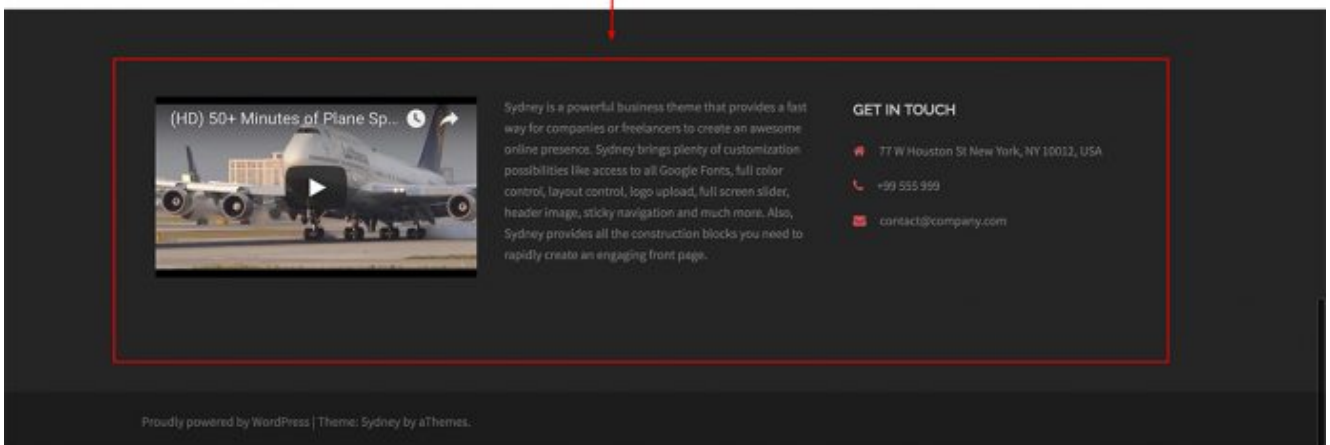 (HD) 50+ Minutes of Plane Sp...
Sydney is a powerful business theme that provides a fast
way for companies or freelancers to create an awesome
online presence. Sydney brings plenty of customization
possibilities like access to all Google Fonts, full color
control, layout control, logo upload, full screen slider,
header image, sticky navigation and much more. Also,
Sydney provides all the construction blocks you need to
rapidly create an engaging front page.
GET IN TOUCH
77 W Houston St New York, NY 10012, USA
+99 555 999
contact@company.com
Proudly powered by WordPress | Theme: Sydney by aThemes.